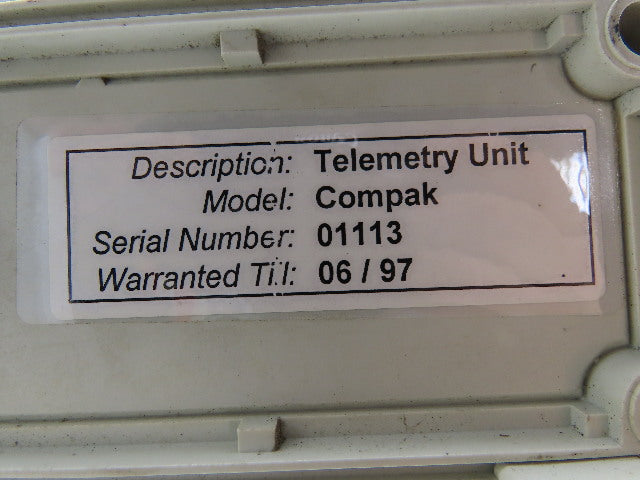 Description: Telemetry Unit
Model: Compak
Serial Number: 01113
Warranted Til: 06 / 97